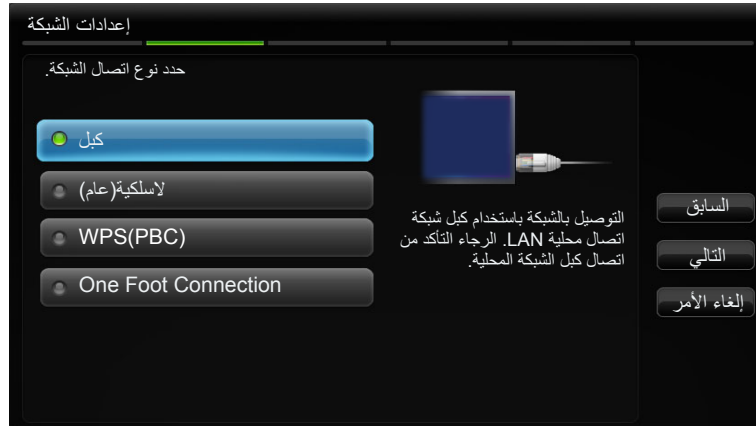 إعدادات الشبكة
حدد نوع اتصال الشبكة.
كبل
لاسلكية(عام)
WPS(PBC)
One Foot Connection
التوصيل بالشبكة باستخدام كبل شبكة
اتصال محلية LAN. الرجاء التأكد من
اتصال كبل الشبكة المحلية.
السابق
التالي
إلغاء الأمر